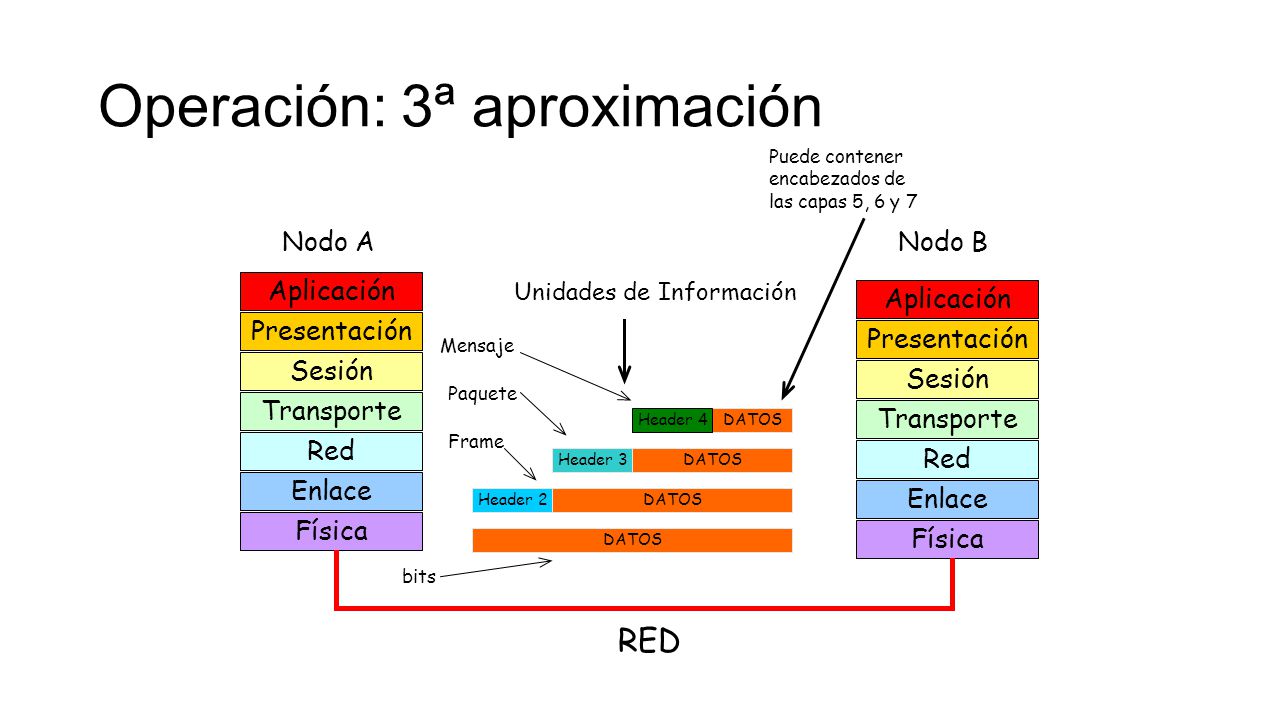 Operación: 3ª aproximación
Puede contener
encabezados de
las capas 5, 6 y 7
Nodo A
Nodo B
Unidades de Información
Aplicación
Presentación
Sesión
Transporte
Red
Enlace
Física
Mensaje
Paquete
Frame
bits
Header 4 DATOS
Header 3 DATOS
Header 2 DATOS
DATOS
Aplicación
Presentación
Sesión
Transporte
Red
Enlace
Física
RED